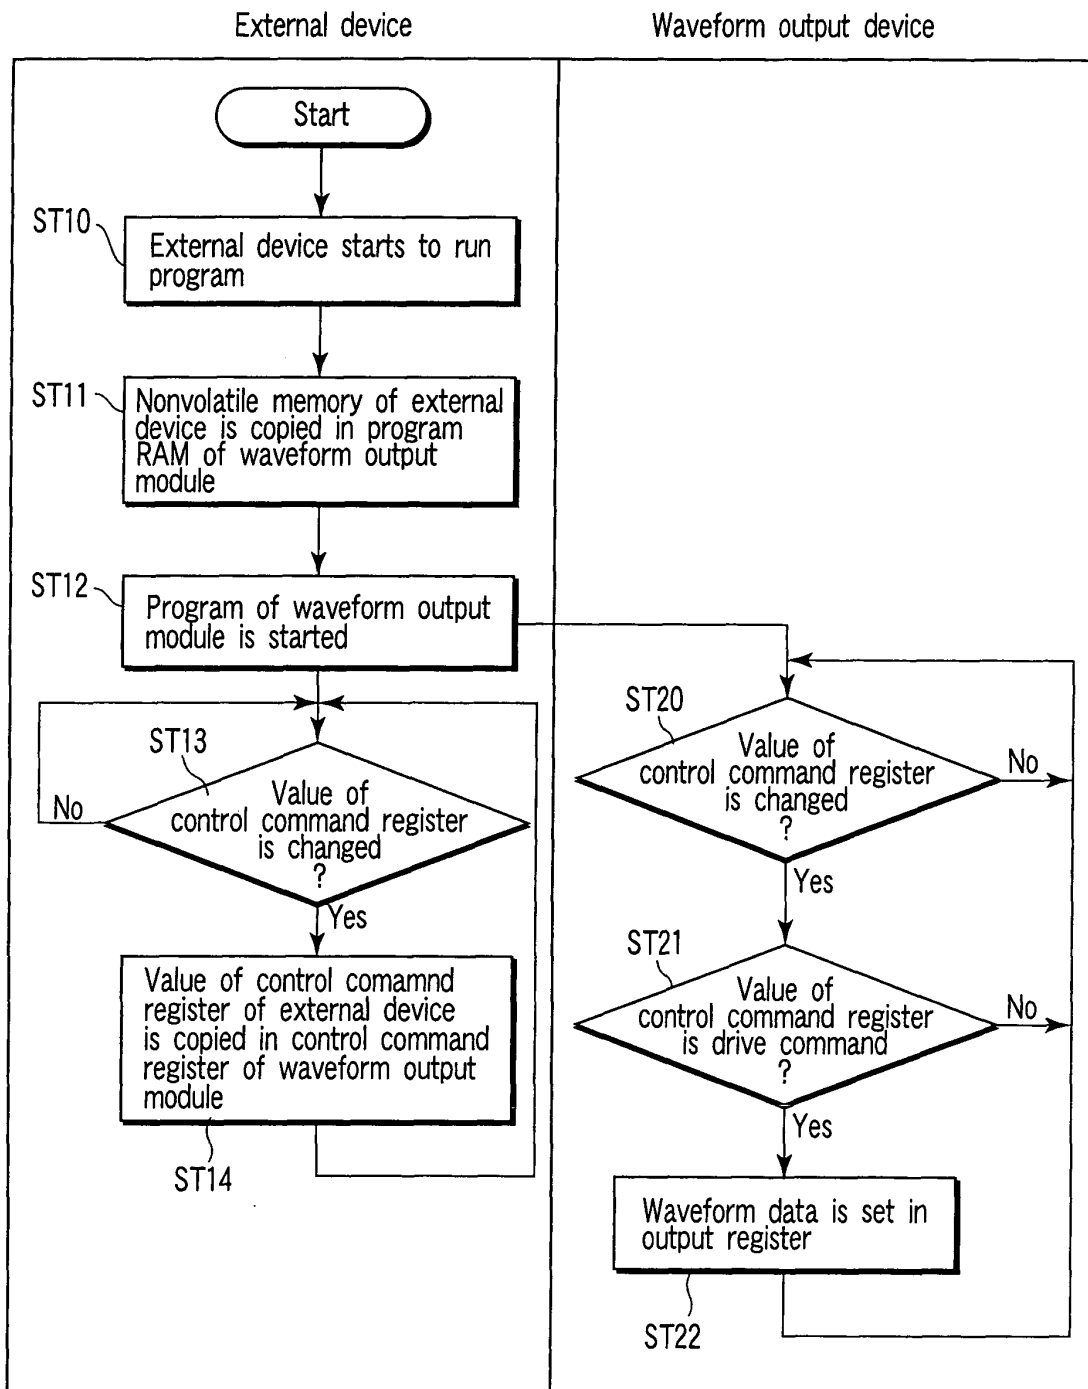 External device
Waveform output device
Start
ST10
External device starts to run
program
ST11
Nonvolatile memory of external
device is copied in program
RAM of waveform output
module
ST12
Program of waveform output
module is started
ST13
Value of
control command register
is changed
?
No
Yes
Value of control comamnd
register of external device
is copied in control command
register of waveform output
module
ST14
ST20
Value of
control command register
is changed
?
No
Yes
ST21
Value of
control command register
is drive command
?
No
Yes
Waveform data is set in
output register
ST22